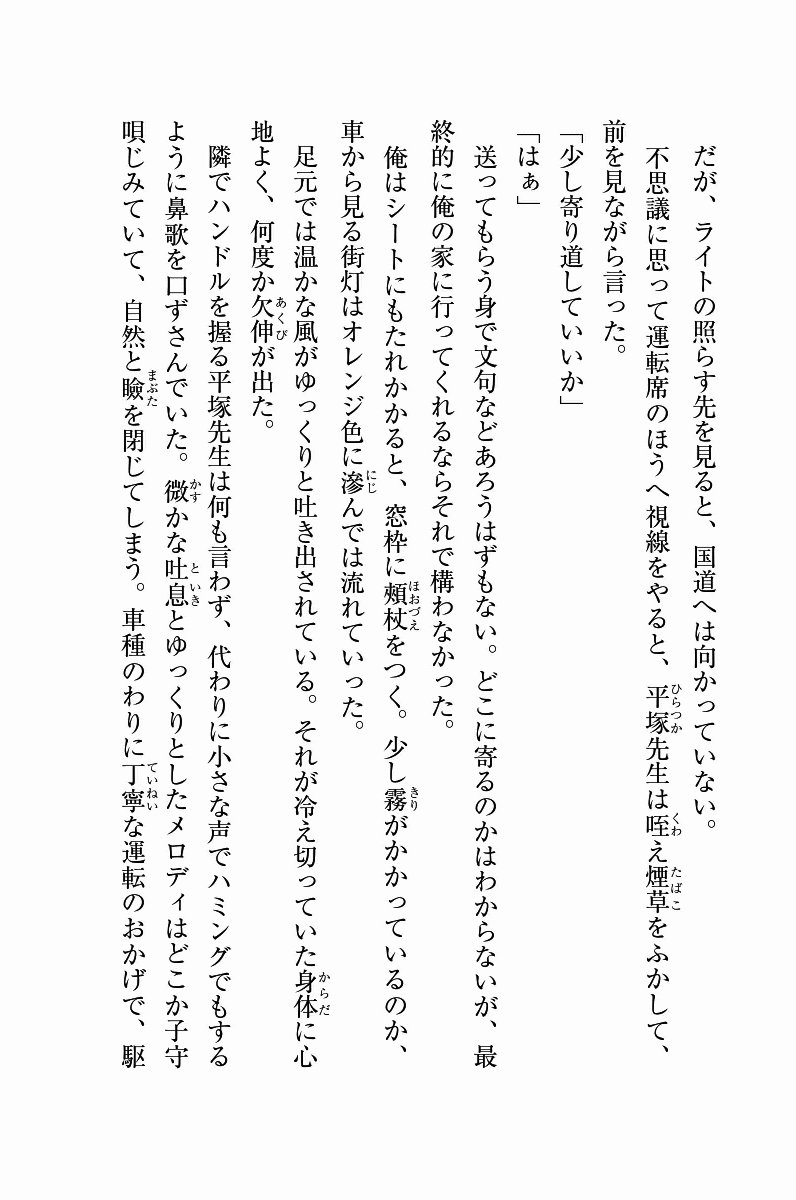 だが、ライトの照らす先を見ると、国道へは向かっていない。
不思議に思って運転席のほうへ視線をやると、平塚先生は咥え煙草をふかして、
前を見ながら言った。
「少し寄り道していいか」
「はぁ」
送ってもらう身で文句などあろうはずもない。どこに寄るのかはわからないが、最
終的に俺の家に行ってくれるならそれで構わなかった。
俺はシートにもたれかかると、窓枠に頰杖をつく。少し霧がかかっているのか、
車から見る街灯はオレンジ色に滲んでは流れていった。
足元では温かな風がゆっくりと吐き出されている。それが冷え切っていた身体に心
地よく、何度か欠伸が出た。
隣でハンドルを握る平塚先生は何も言わず、代わりに小さな声でハミングでもする
ように鼻歌を口ずさんでいた。微かな吐息とゆっくりとしたメロディはどこか子守
唄じみていて、自然と瞼を閉じてしまう。車種のわりに丁寧な運転のおかげで、駆